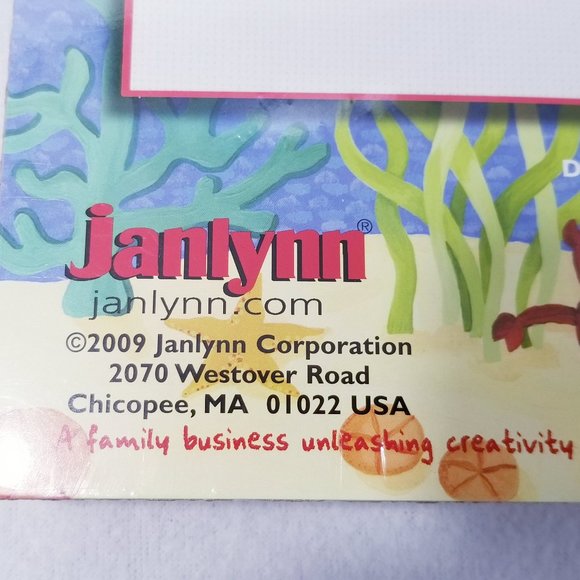 D
janlynn®
janlynn.com
©2009 Janlynn Corporation
2070 Westover Road
Chicopee, MA 01022 USA
A family business unleashing creativity